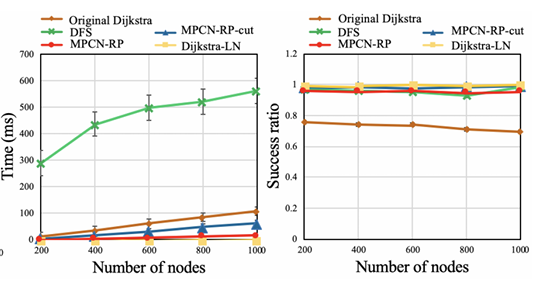 Original Dijkstra
DFS
MPCN-RP-cut
MPCN-RP
Dijkstra-LN
700
600
500
400
300
200
100
0
Time (ms)
200
400
600
800
1000
Number of nodes
Original Dijkstra
DFS
MPCN-RP-cut
MPCN-RP
Dijkstra-LN
1.2
1
0.8
0.6
0.4
0.2
0
Success ratio
200
400
600
800
1000
Number of nodes